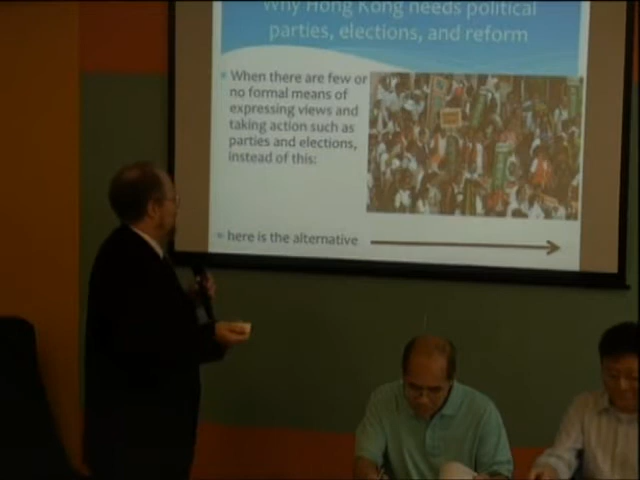 Why Hong Kong needs political
parties, elections, and reform
When there are few or
no formal means of
expressing views and
taking action such as
parties and elections,
instead of this:
here is the alternative